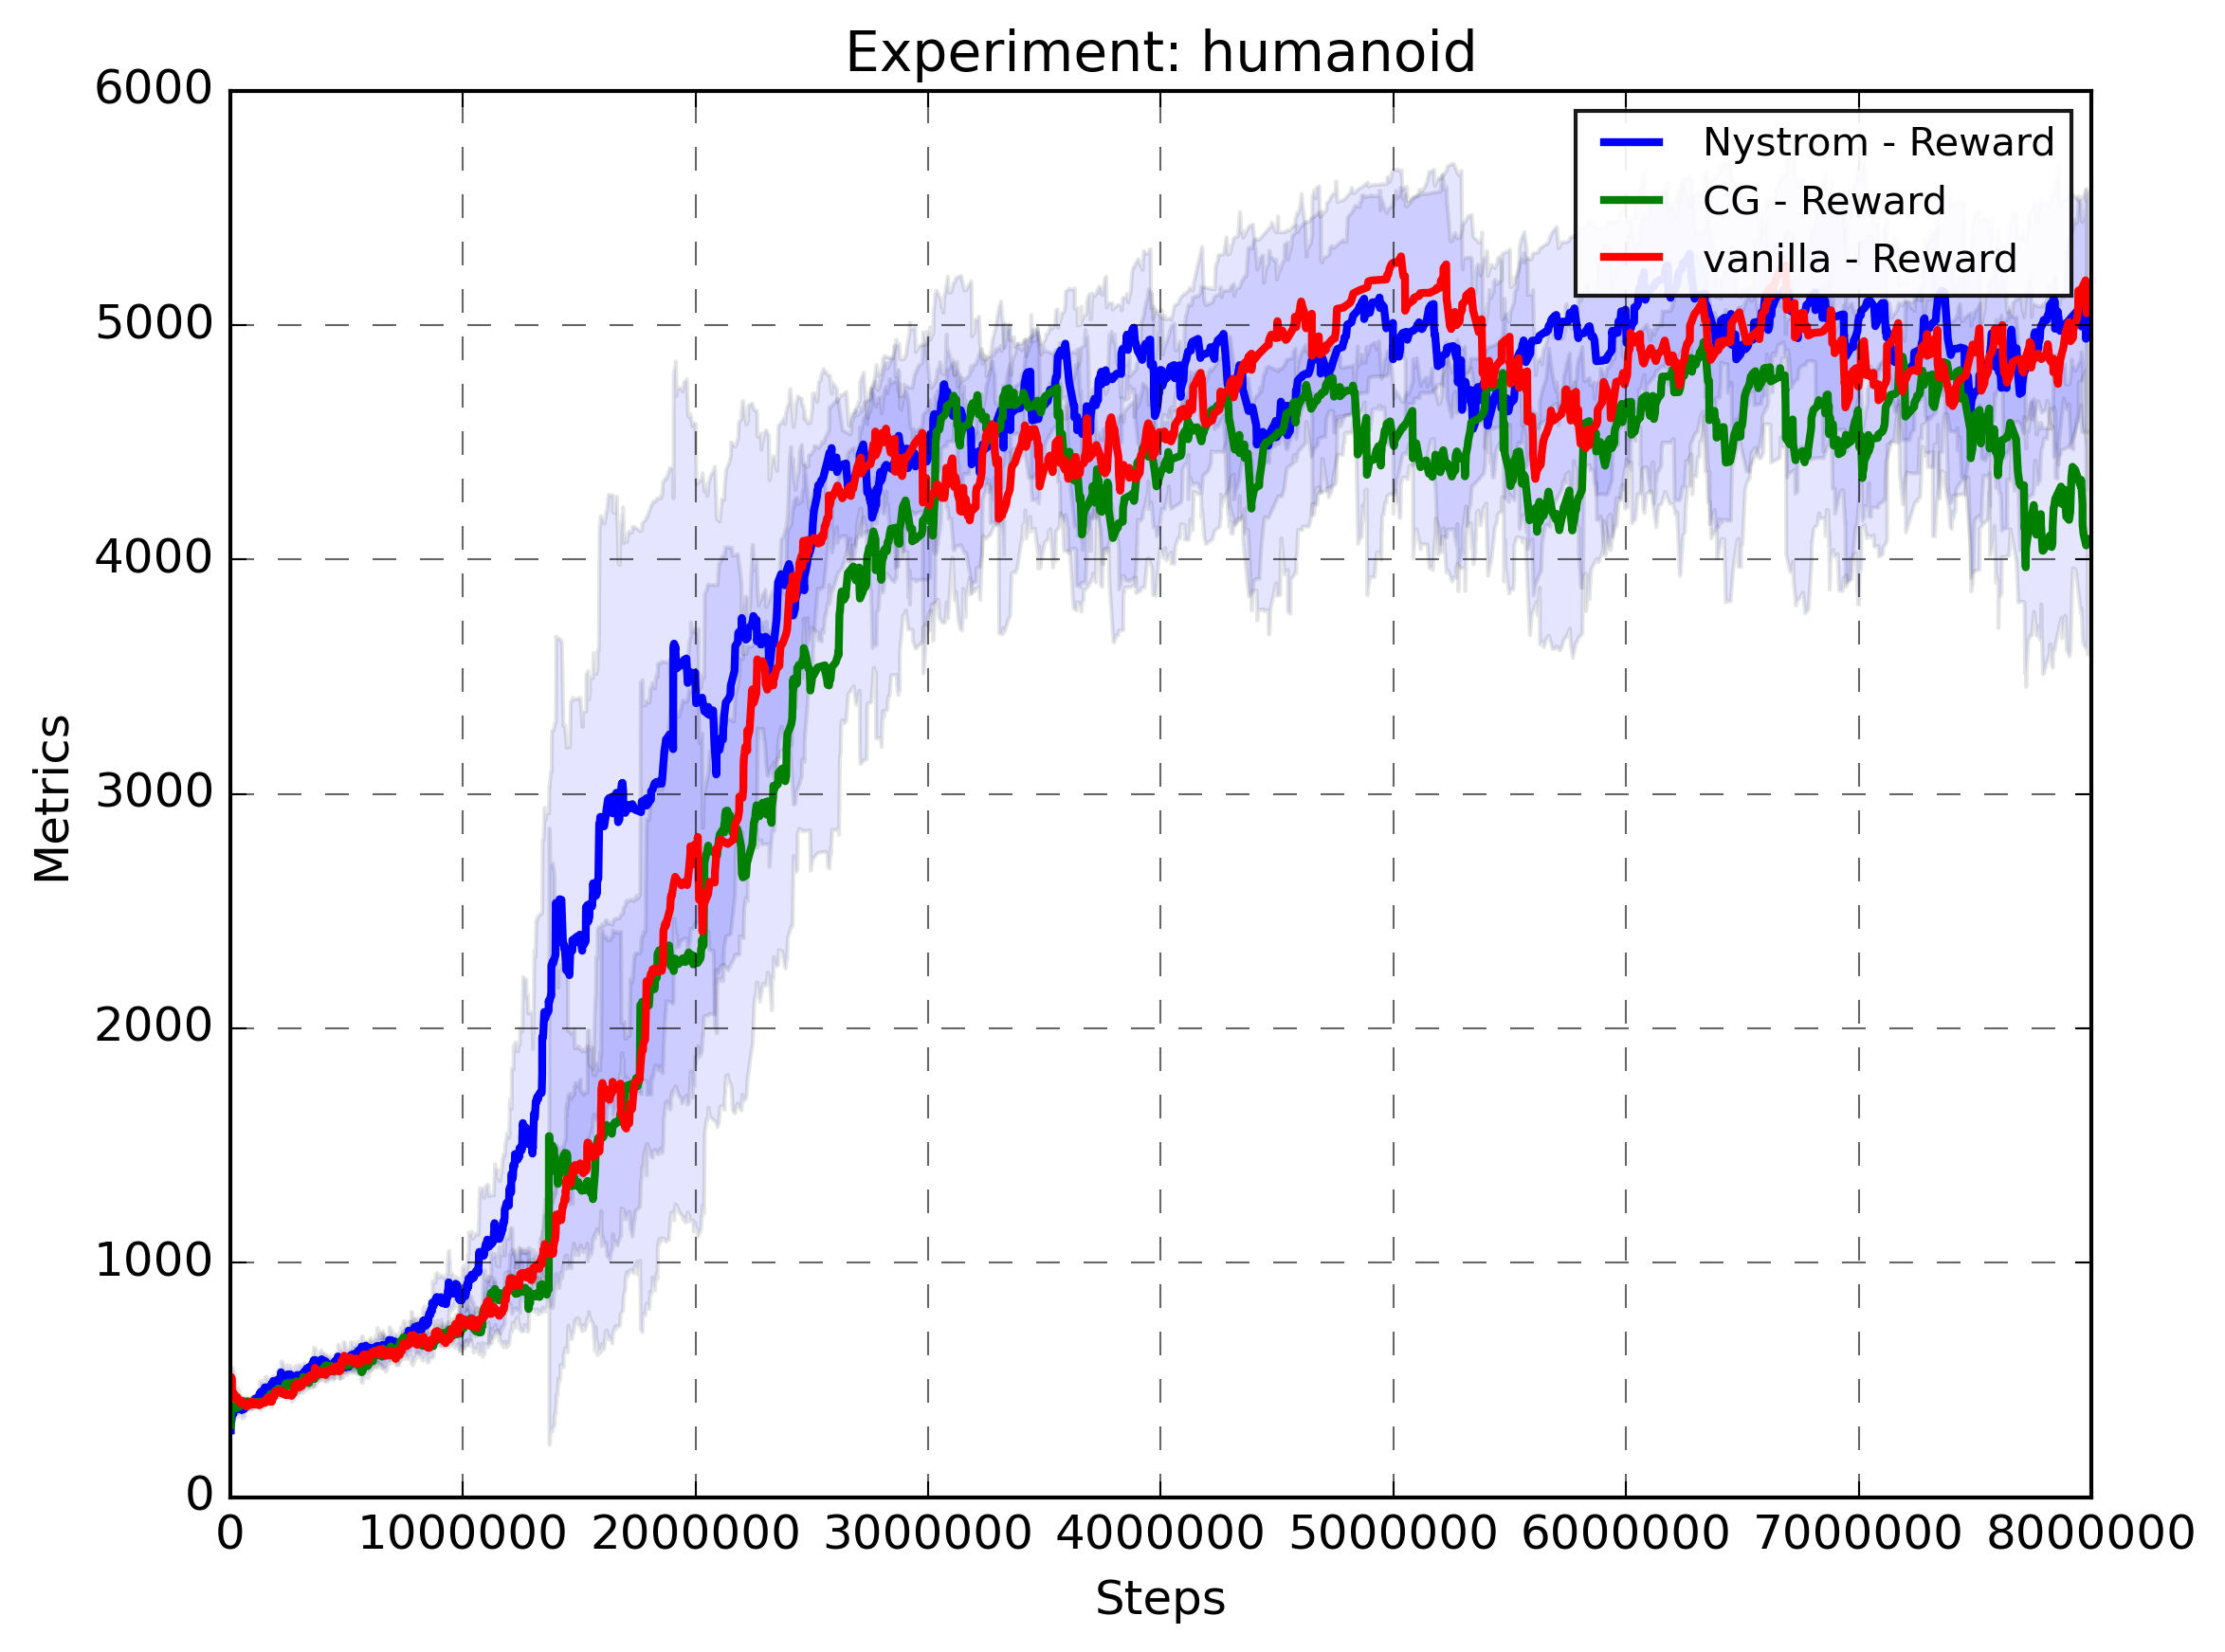 Experiment: humanoid
6000
5000
4000
3000
2000
1000
0
Metrics
Nystrom - Reward
CG - Reward
vanilla - Reward
0 1000000 2000000 3000000 4000000 5000000 6000000 7000000 8000000
Steps